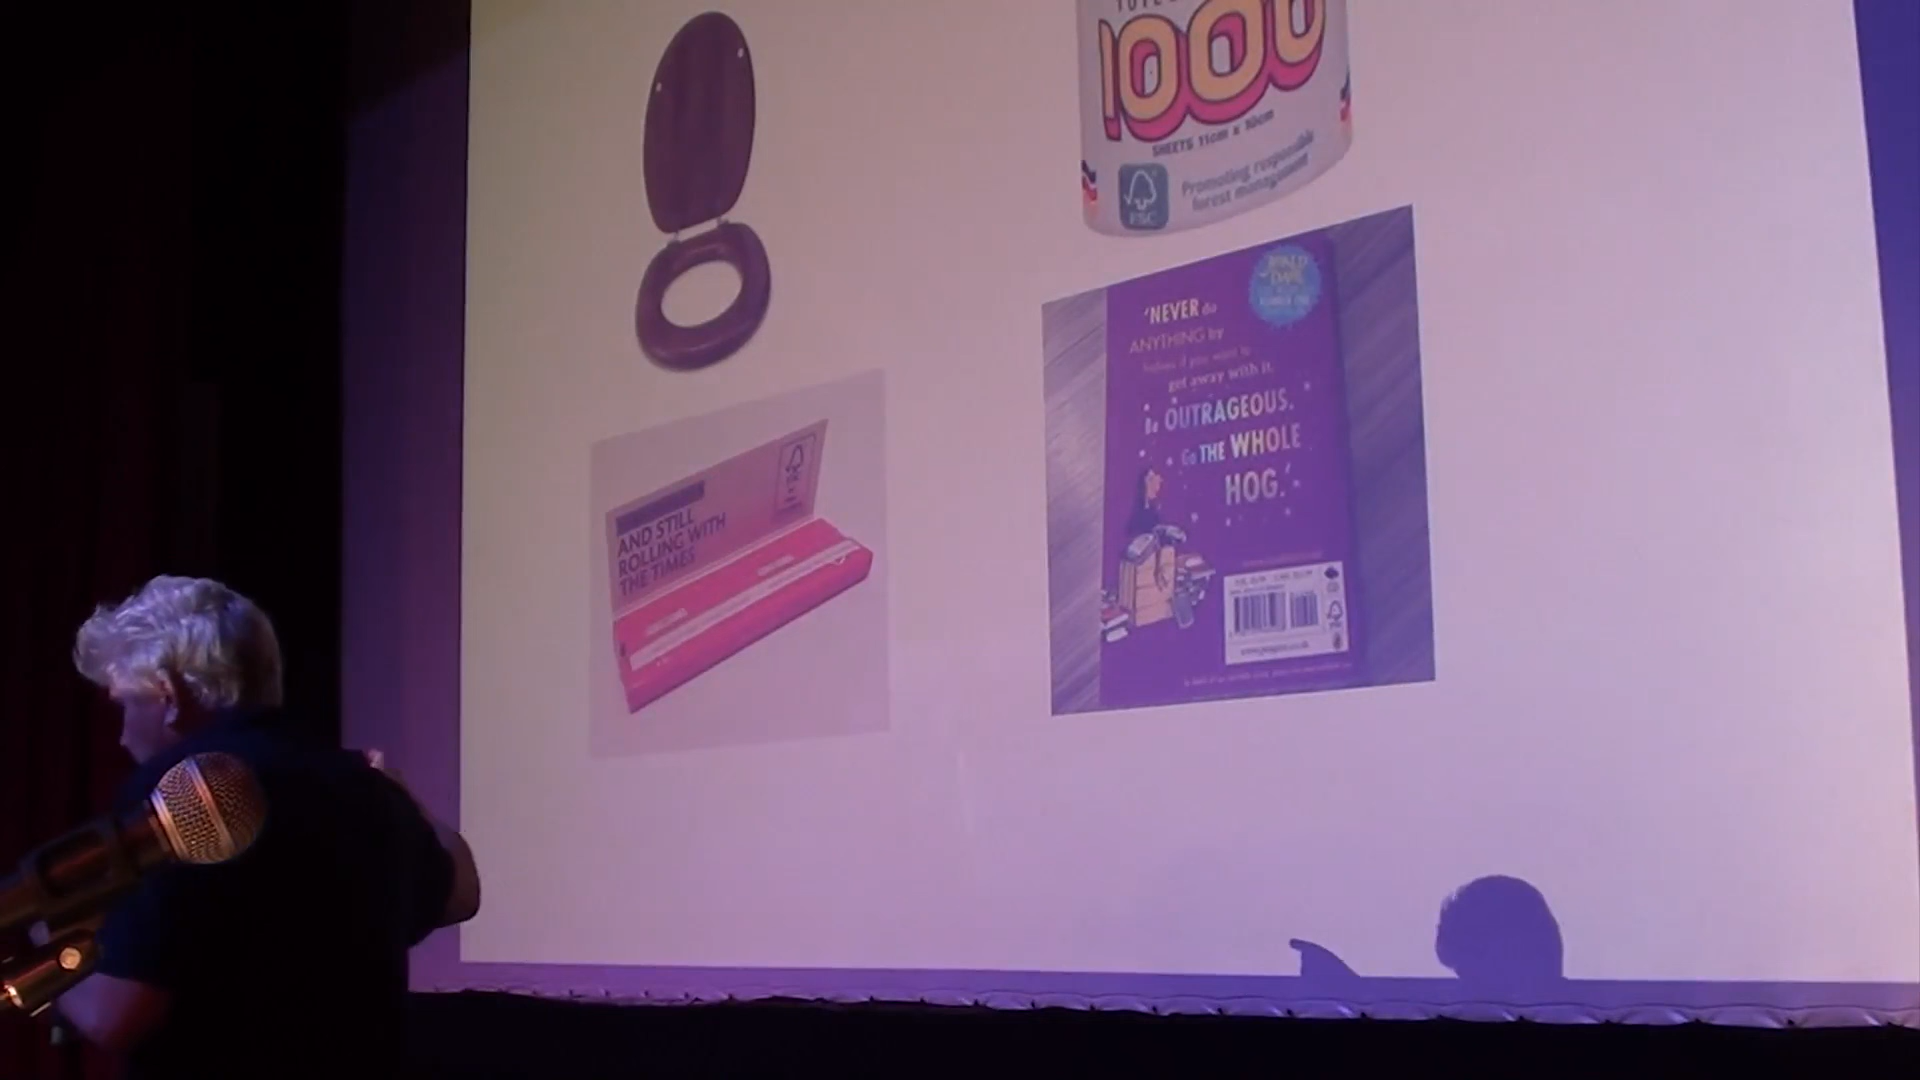 1000
SHEETS 11cm x 10cm
FSC
Promoting responsible
forest management
'NEVER do
ANYTHING by
halves if you want to
get away with it.
Be OUTRAGEOUS.
Go THE WHOLE
HOG.'
AND STILL
ROLLING WITH
THE TIMES